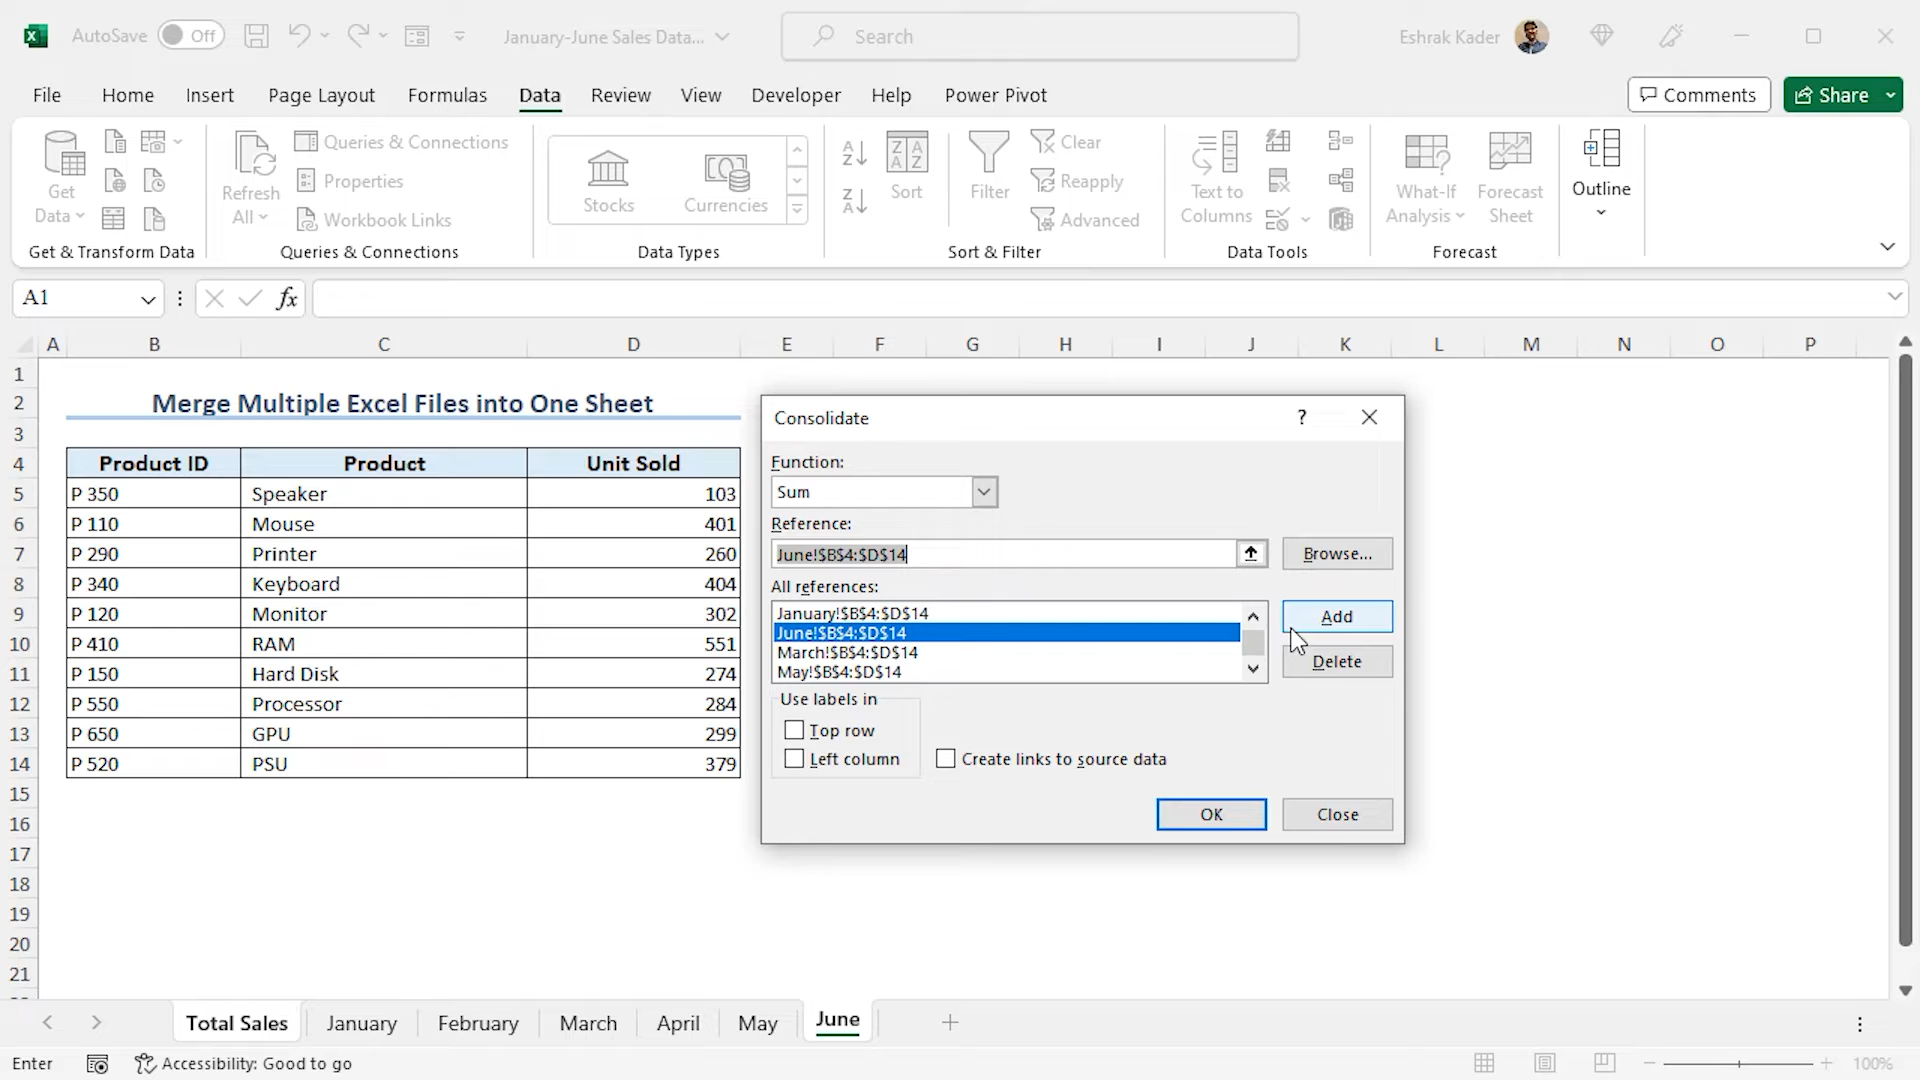 AutoSave Off January-June Sales Data... Search Eshrak Kader
File Home Insert Page Layout Formulas Data Review View Developer Help Power Pivot Comments Share
Get Data
Refresh All
Queries & Connections
Properties
Workbook Links
Stocks Currencies
Sort
Filter
Clear
Reapply
Advanced
Text to Columns
What-If Analysis
Forecast Sheet
Outline
Get & Transform Data Queries & Connections Data Types Sort & Filter Data Tools Forecast
A1 fx
A B C D E F G H I J K L M N O P
1
2 Merge Multiple Excel Files into One Sheet
3
4 Product ID Product Unit Sold
5 P 350 Speaker 103
6 P 110 Mouse 401
7 P 290 Printer 260
8 P 340 Keyboard 404
9 P 120 Monitor 302
10 P 410 RAM 551
11 P 150 Hard Disk 274
12 P 550 Processor 284
13 P 650 GPU 299
14 P 520 PSU 379
15
16
17
18
19
20
21
Consolidate ?
Function:
Sum
Reference:
June!$B$4:$D$14 Browse...
All references:
January!$B$4:$D$14
June!$B$4:$D$14
March!$B$4:$D$14
May!$B$4:$D$14
Add
Delete
Use labels in
Top row
Left column Create links to source data
OK Close
Total Sales January February March April May June
Enter Accessibility: Good to go 100%